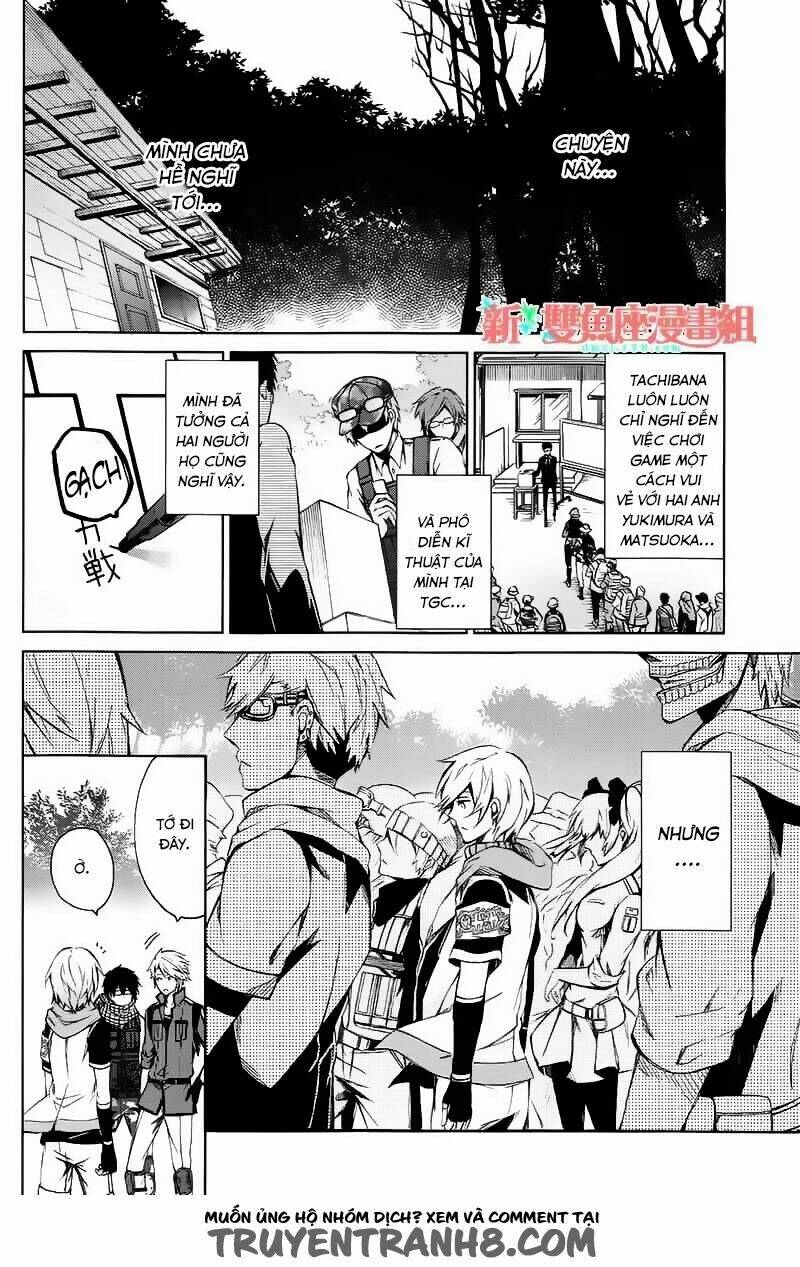 CHUYỆN
NÀY...
MÌNH CHƯA
HỀ NGHĨ
TỚI...
新 雙魚座漫畫組
TACHIBANA
LUÔN LUÔN
CHỈ NGHĨ ĐẾN
VIỆC CHƠI
GAME MỘT
CÁCH VUI
VẺ VỚI HAI ANH
YUKIMURA VÀ
MATSUOKA...
VÀ PHÔ
DIỄN KĨ
THUẬT CỦA
MÌNH TẠI
TGC...
MÌNH ĐÃ
TƯỞNG CẢ
HAI NGƯỜI
HỌ CŨNG
NGHĨ VẬY.
GẠCH
戦
NHƯNG
....
TỚ ĐI
ĐÂY.
Ờ.
MUỐN ỦNG HỘ NHÓM DỊCH? XEM VÀ COMMENT TẠI
TRUYENTRANH8.COM